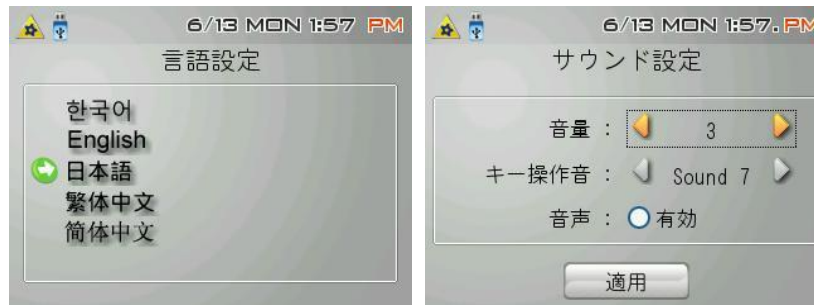 6/13 MON 1:57 PM
言語設定
한국어
English
日本語
繁体中文
简体中文
6/13 MON 1:57. PM
サウンド設定
音量 : 3
キー操作音 : Sound 7
音声 : 有効
適用